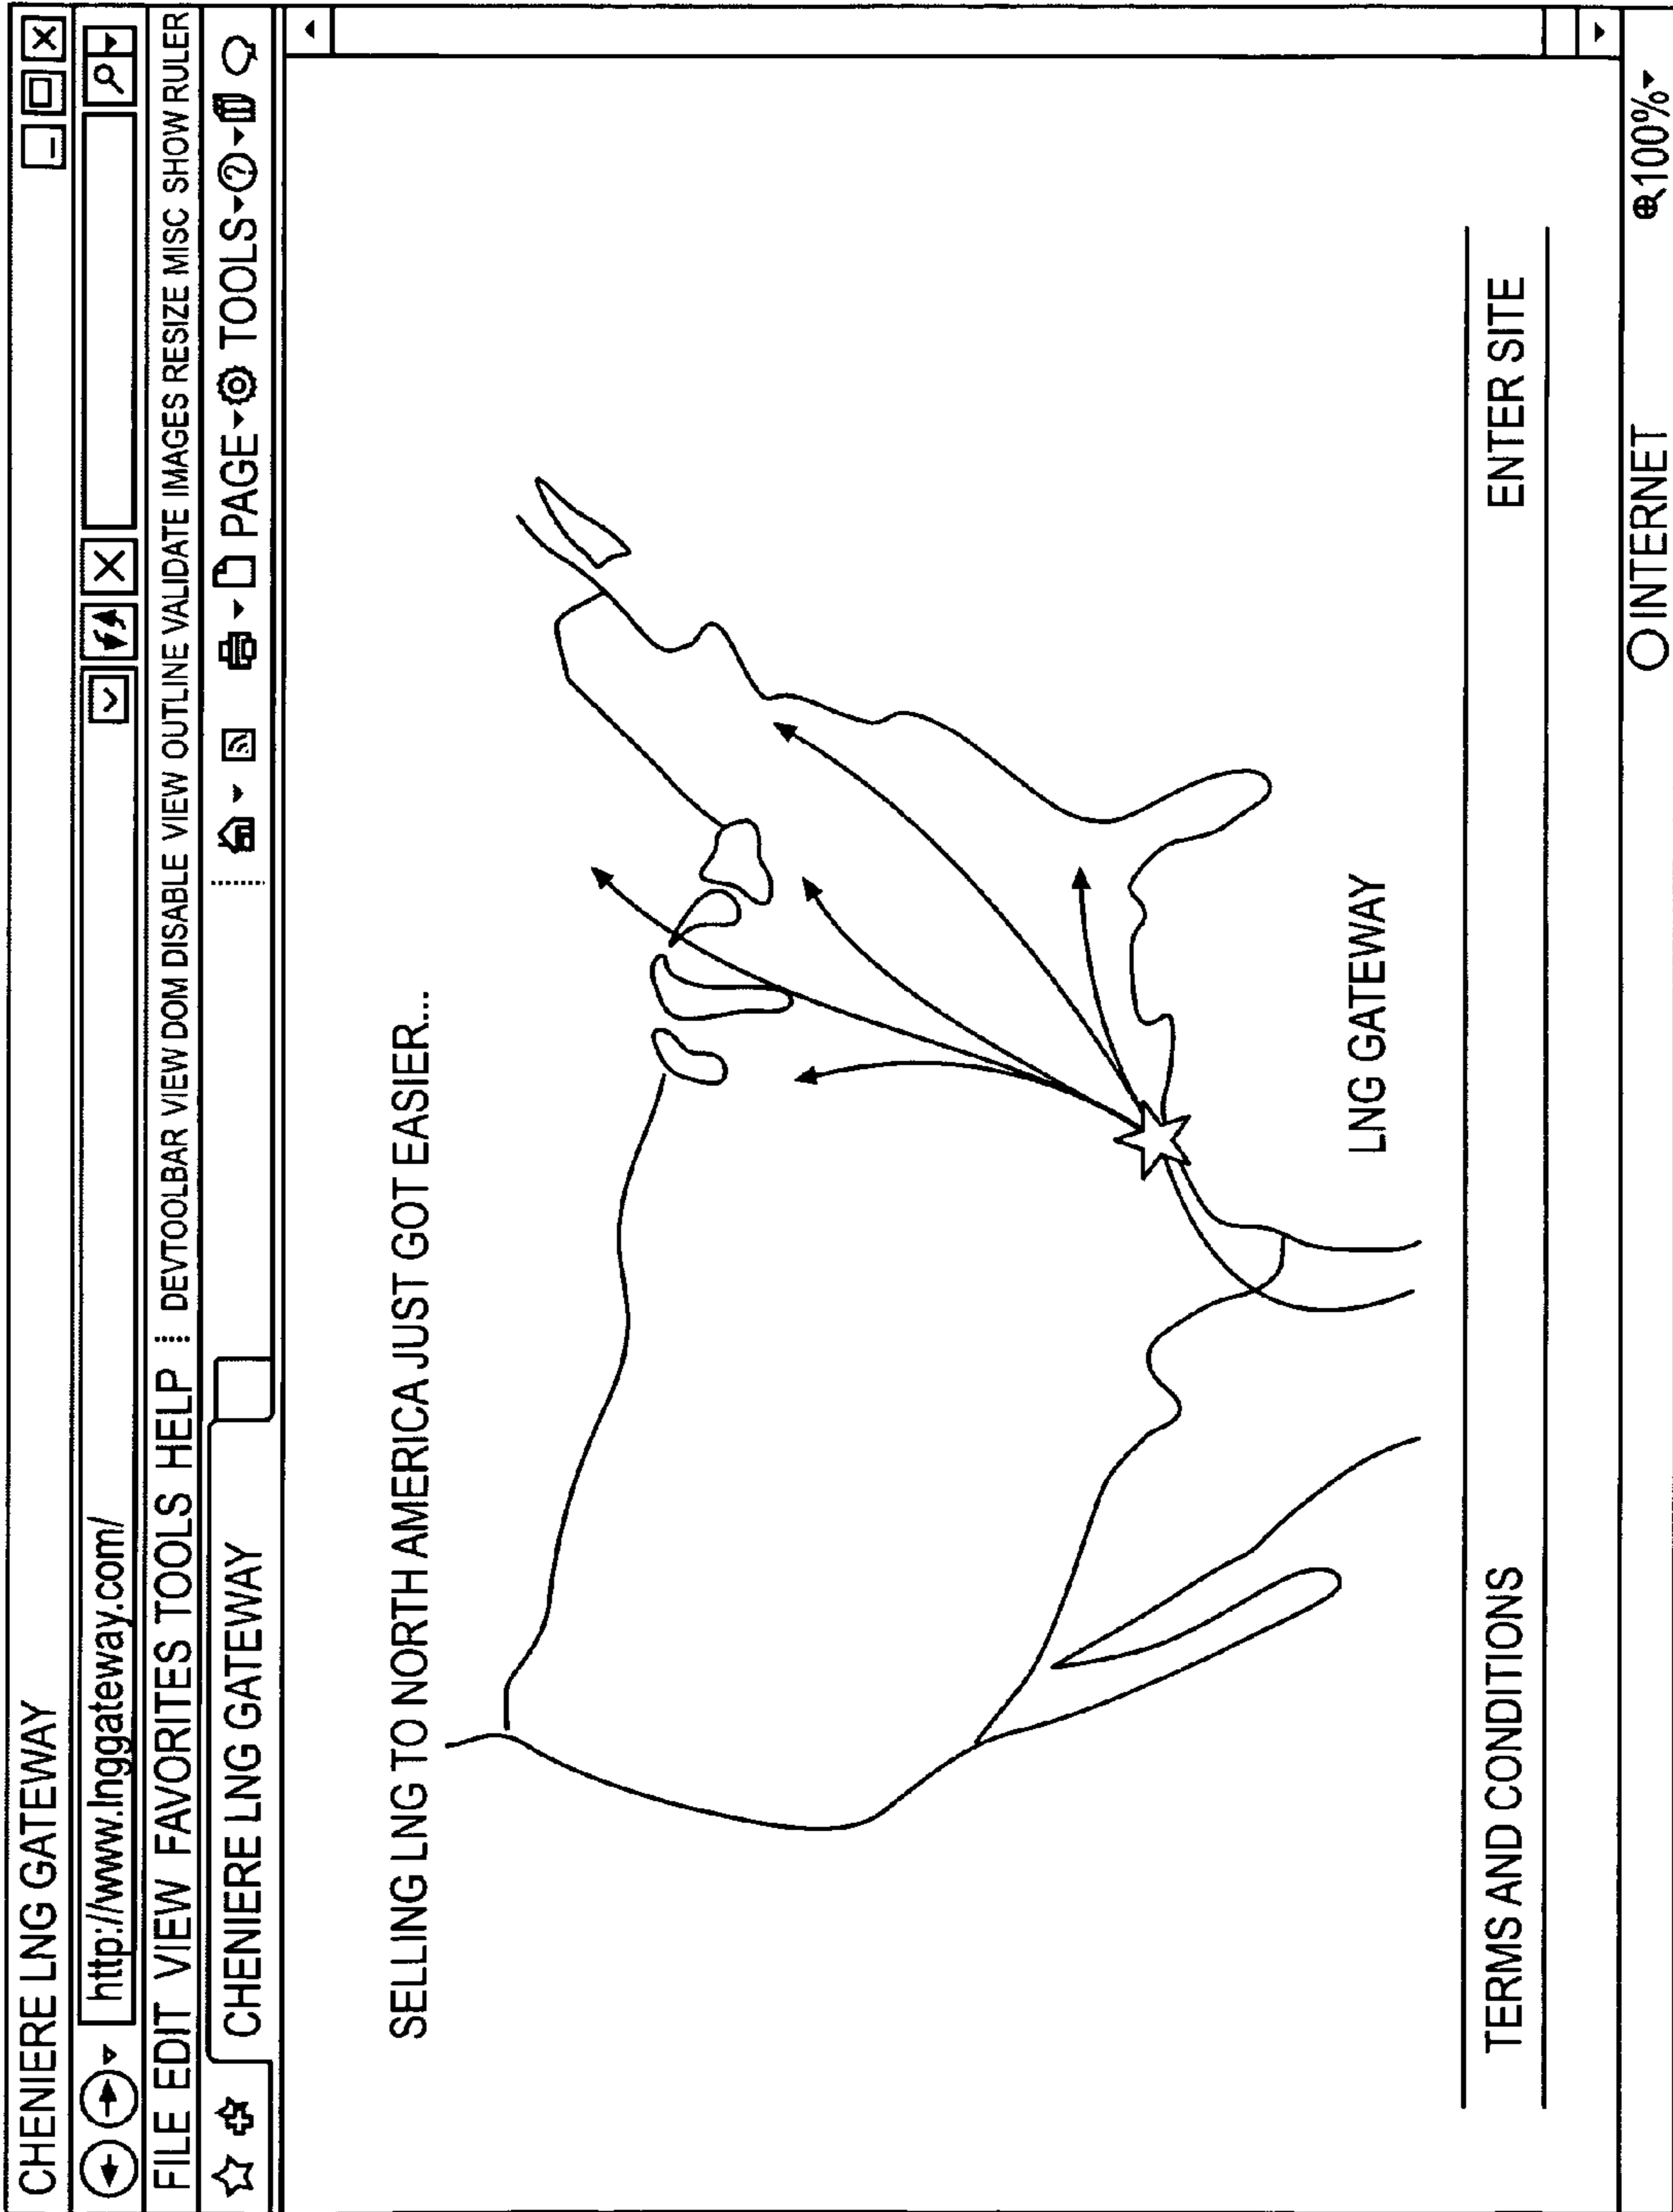 CHENIERE LNG GATEWAY
http://www.lnggateway.com/
FILE EDIT VIEW FAVORITES TOOLS HELP DEVTOOLBAR VIEW DOM DISABLE VIEW OUTLINE VALIDATE IMAGES RESIZE MISC SHOW RULER
CHENIERE LNG GATEWAY PAGE TOOLS
SELLING LNG TO NORTH AMERICA JUST GOT EASIER...
LNG GATEWAY
TERMS AND CONDITIONS ENTER SITE
INTERNET 100%